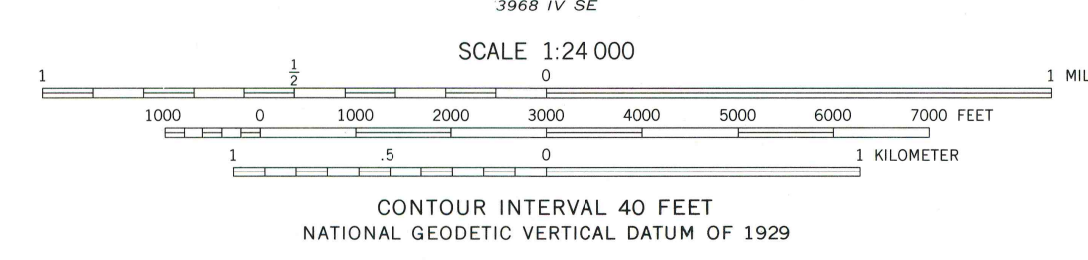 3968 IV SE
SCALE 1:24 000
1 1/2 0 1 MIL
1000 0 1000 2000 3000 4000 5000 6000 7000 FEET
1 .5 0 1 KILOMETER
CONTOUR INTERVAL 40 FEET
NATIONAL GEODETIC VERTICAL DATUM OF 1929